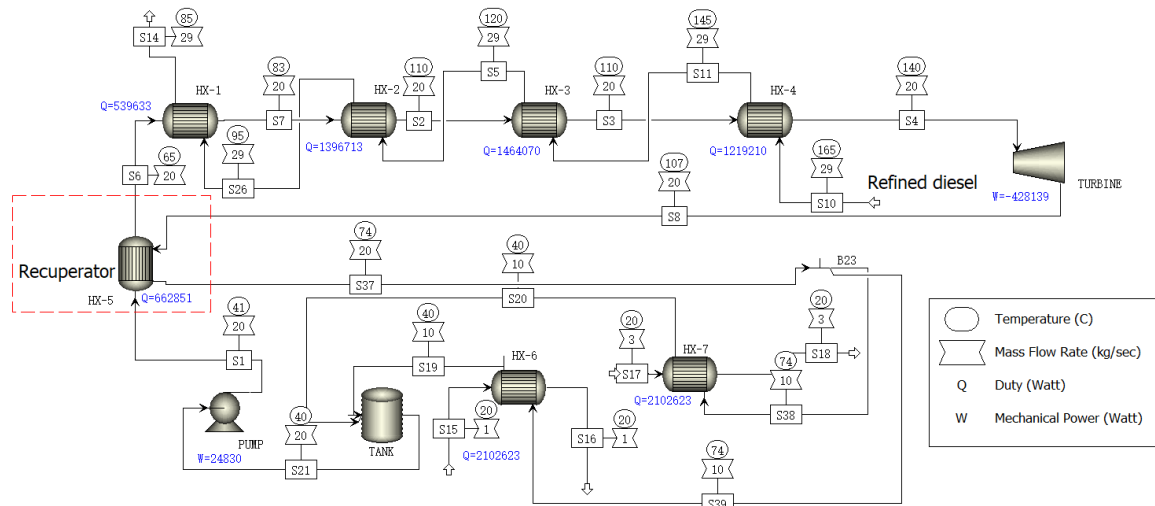 85
29
S14
HX-1
Q=539633
83
20
S7
HX-2
Q=1396713
110
20
S2
120
29
S5
HX-3
Q=1464070
110
20
S3
145
29
S11
HX-4
Q=1219210
140
20
S4
TURBINE
W=-428139
165
29
S10
Refined diesel
95
29
S26
65
20
S6
107
20
S8
Recuperator
HX-5
Q=662851
74
20
S37
40
10
S20
B23
41
20
S1
40
10
S19
HX-6
Q=2102623
20
3
S17
HX-7
Q=2102623
20
3
S18
74
10
S38
PUMP
W=24830
40
20
S21
TANK
S15
20
1
S16
20
1
74
10
S39
Temperature (C)
Mass Flow Rate (kg/sec)
Q
Duty (Watt)
W
Mechanical Power (Watt)